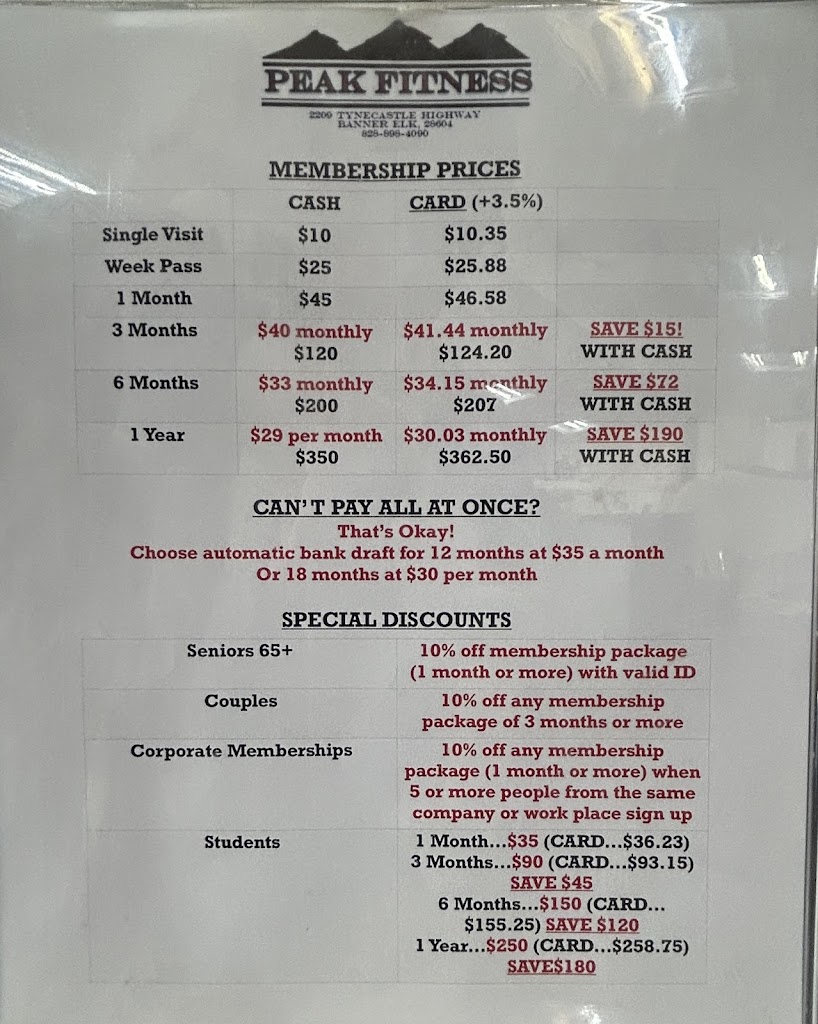 PEAK FITNESS
2209 TYNECASTLE HIGHWAY
BANNER ELK, 28604
828-898-4090
MEMBERSHIP PRICES
CASH CARD (+3.5%)
Single Visit $10 $10.35
Week Pass $25 $25.88
1 Month $45 $46.58
3 Months $40 monthly $41.44 monthly SAVE $15!
$120 $124.20 WITH CASH
6 Months $33 monthly $34.15 monthly SAVE $72
$200 $207 WITH CASH
1 Year $29 per month $30.03 monthly SAVE $190
$350 $362.50 WITH CASH
CAN'T PAY ALL AT ONCE?
That's Okay!
Choose automatic bank draft for 12 months at $35 a month
Or 18 months at $30 per month
SPECIAL DISCOUNTS
Seniors 65+ 10% off membership package
(1 month or more) with valid ID
Couples 10% off any membership
package of 3 months or more
Corporate Memberships 10% off any membership
package (1 month or more) when
5 or more people from the same
company or work place sign up
Students 1 Month...$35 (CARD...$36.23)
3 Months...$90 (CARD...$93.15)
SAVE $45
6 Months...$150 (CARD...
$155.25) SAVE $120
1 Year...$250 (CARD...$258.75)
SAVE$180